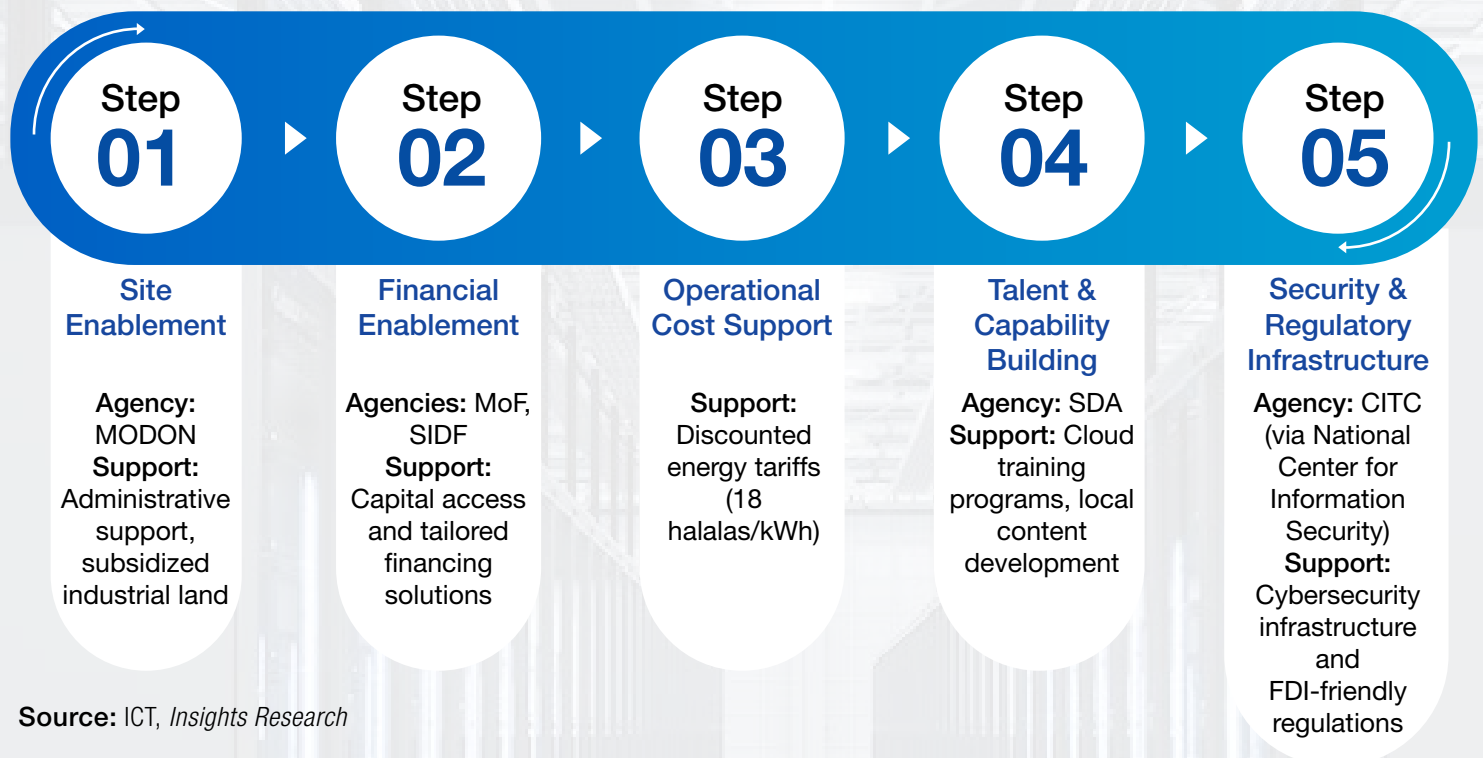 Step
01
Step
02
Step
03
Step
04
Step
05
Site
Enablement
Agency:
MODON
Support:
Administrative
support,
subsidized
industrial land
Financial
Enablement
Agencies: MoF,
SIDF
Support:
Capital access
and tailored
financing
solutions
Operational
Cost Support
Support:
Discounted
energy tariffs
(18
halalas/kWh)
Talent &
Capability
Building
Agency: SDA
Support: Cloud
training
programs, local
content
development
Security &
Regulatory
Infrastructure
Agency: CITC
(via National
Center for
Information
Security)
Support:
Cybersecurity
infrastructure
and
FDI-friendly
regulations
Source: ICT, Insights Research